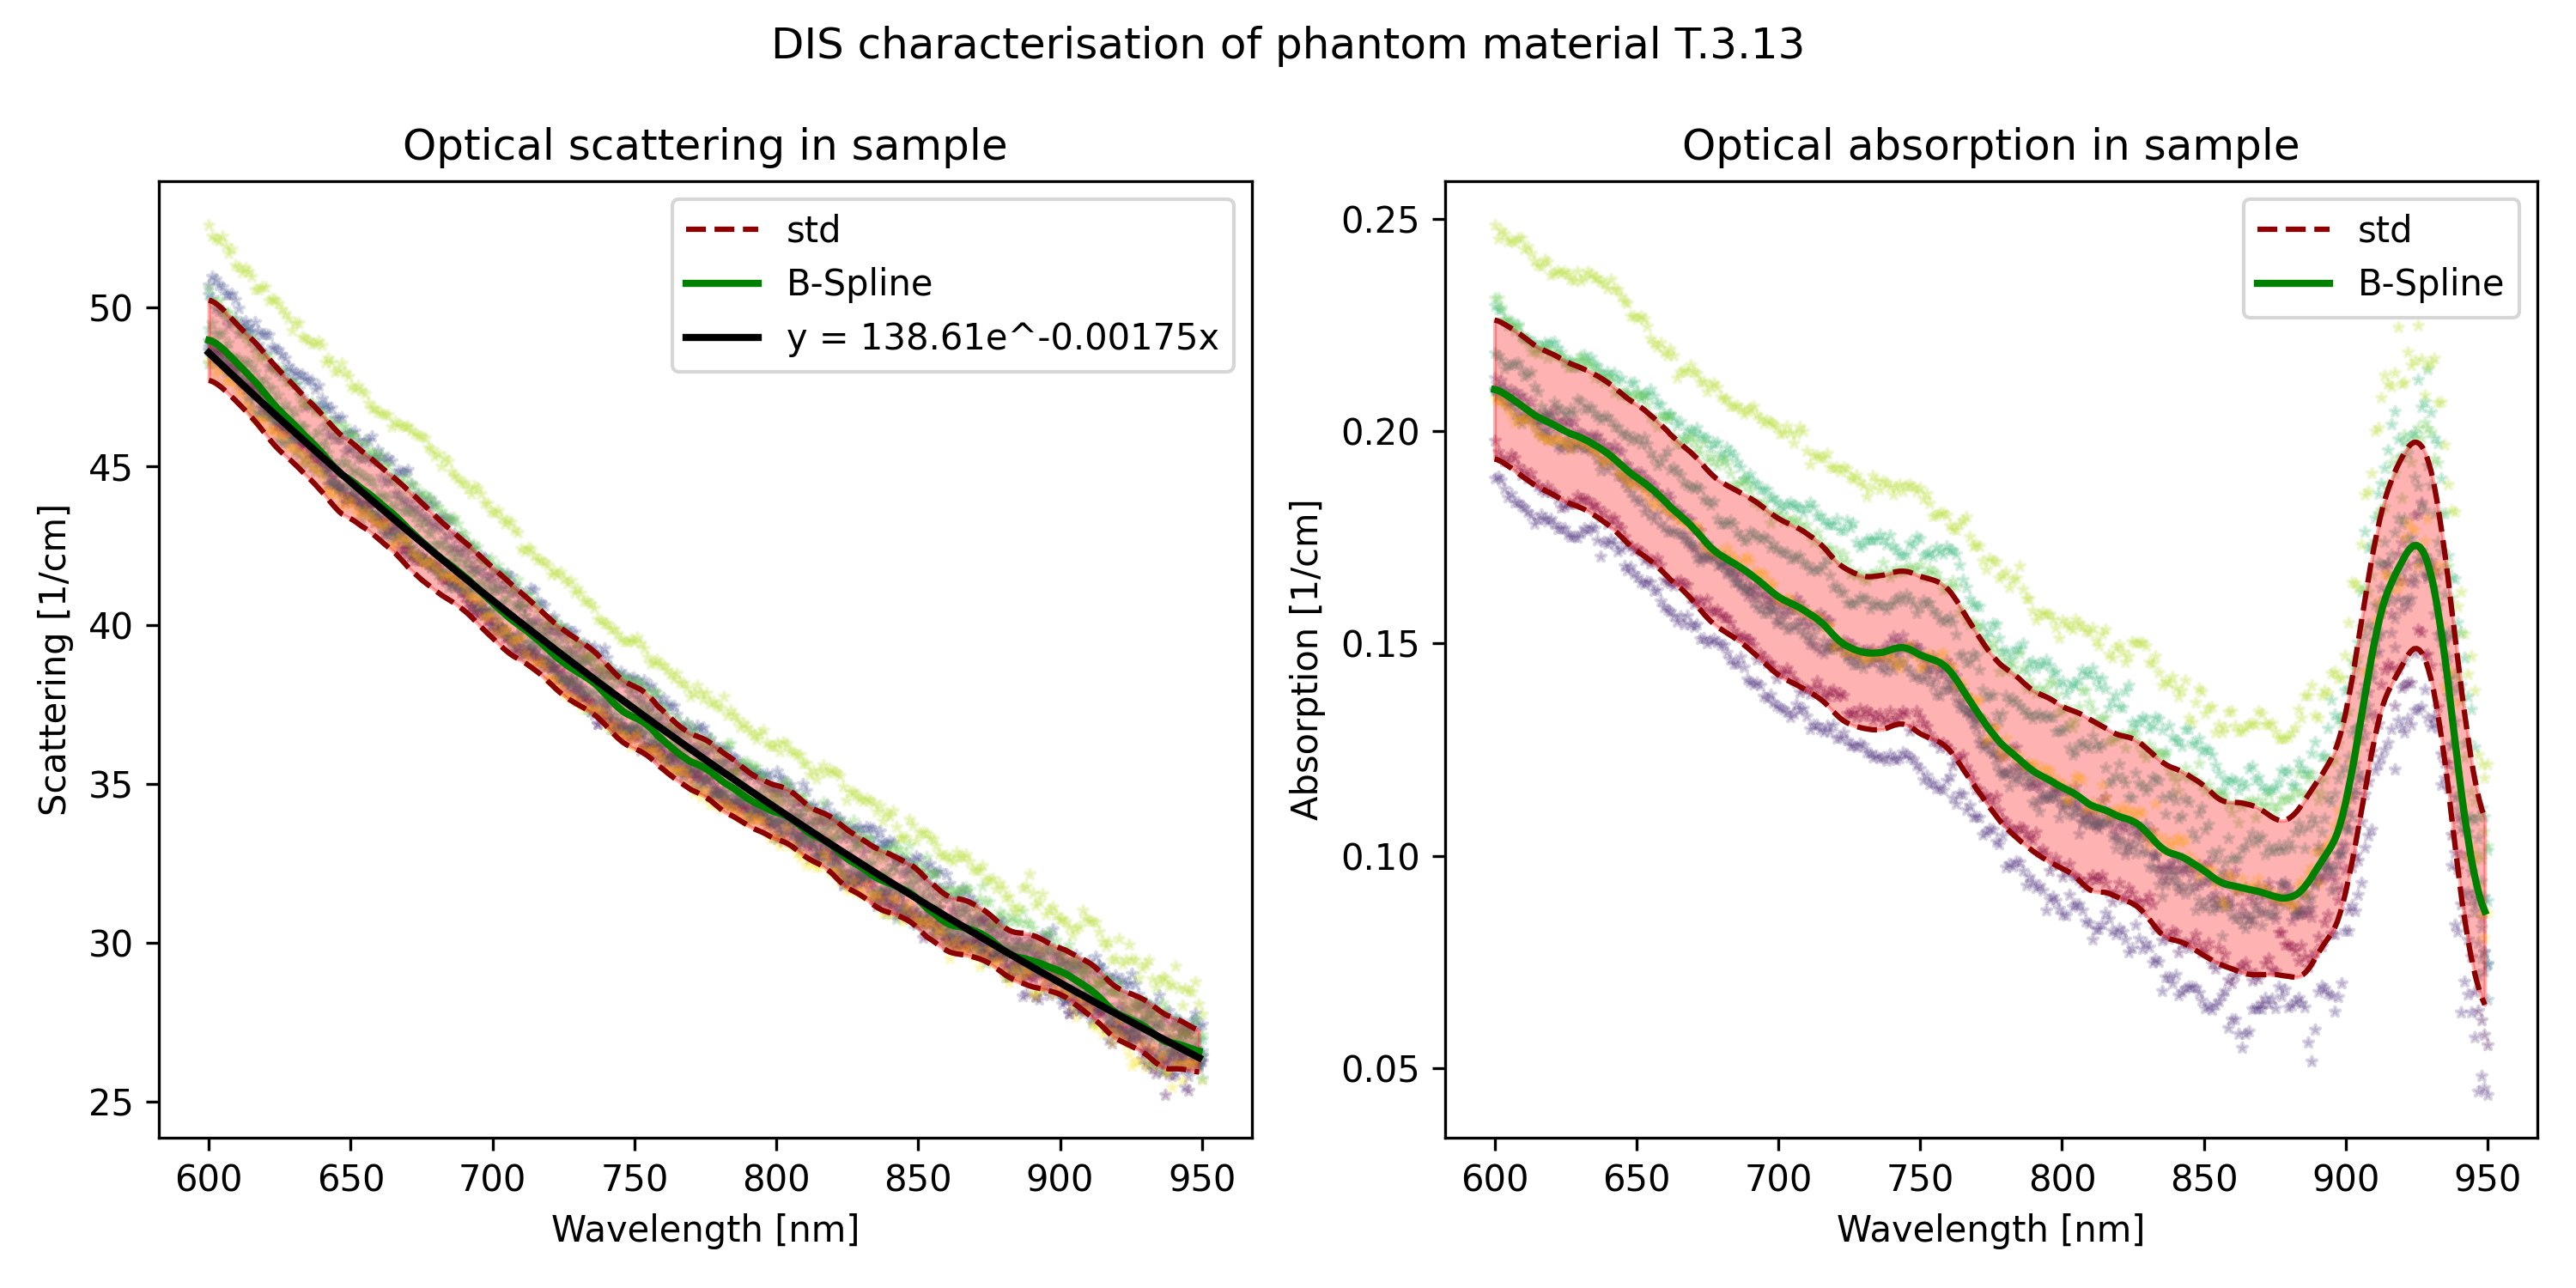 DIS characterisation of phantom material T.3.13
Optical scattering in sample
std
B-Spline
y = 138.61e^-0.00175x
50
45
40
35
30
25
Scattering [1/cm]
600 650 700 750 800 850 900 950
Wavelength [nm]
Optical absorption in sample
std
B-Spline
0.25
0.20
0.15
0.10
0.05
Absorption [1/cm]
600 650 700 750 800 850 900 950
Wavelength [nm]